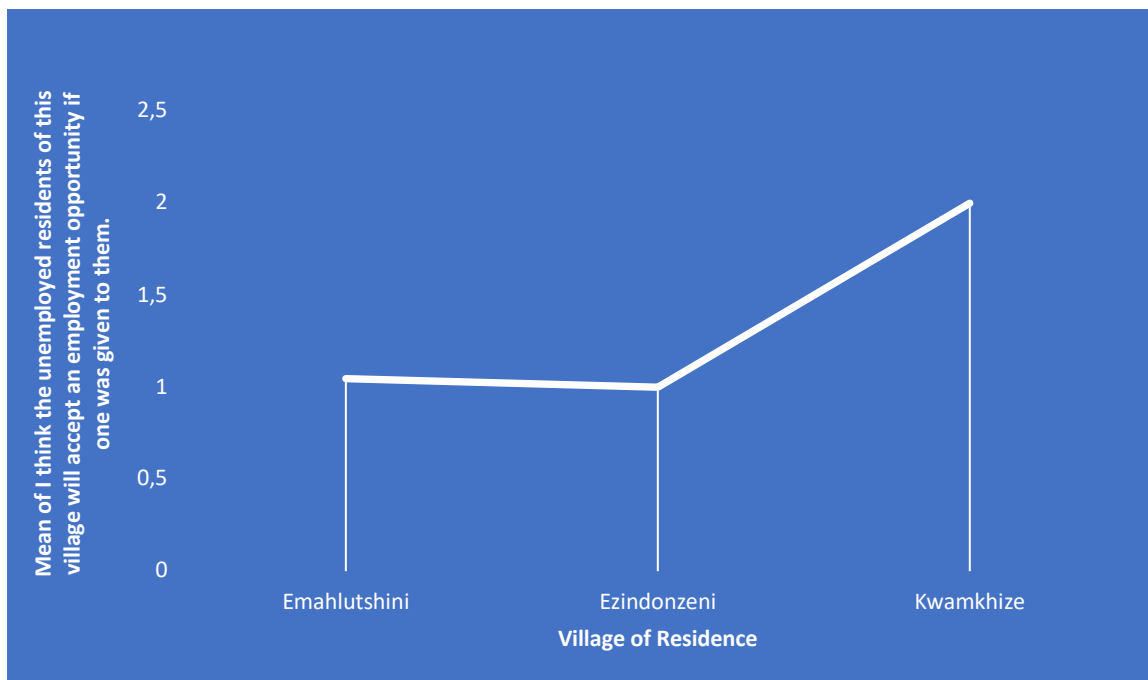 Mean of I think the unemployed residents of this
village will accept an employment opportunity if
one was given to them.
2,5
2
1,5
1
0,5
0
Emahlutshini
Ezindonzeni
Kwamkhize
Village of Residence